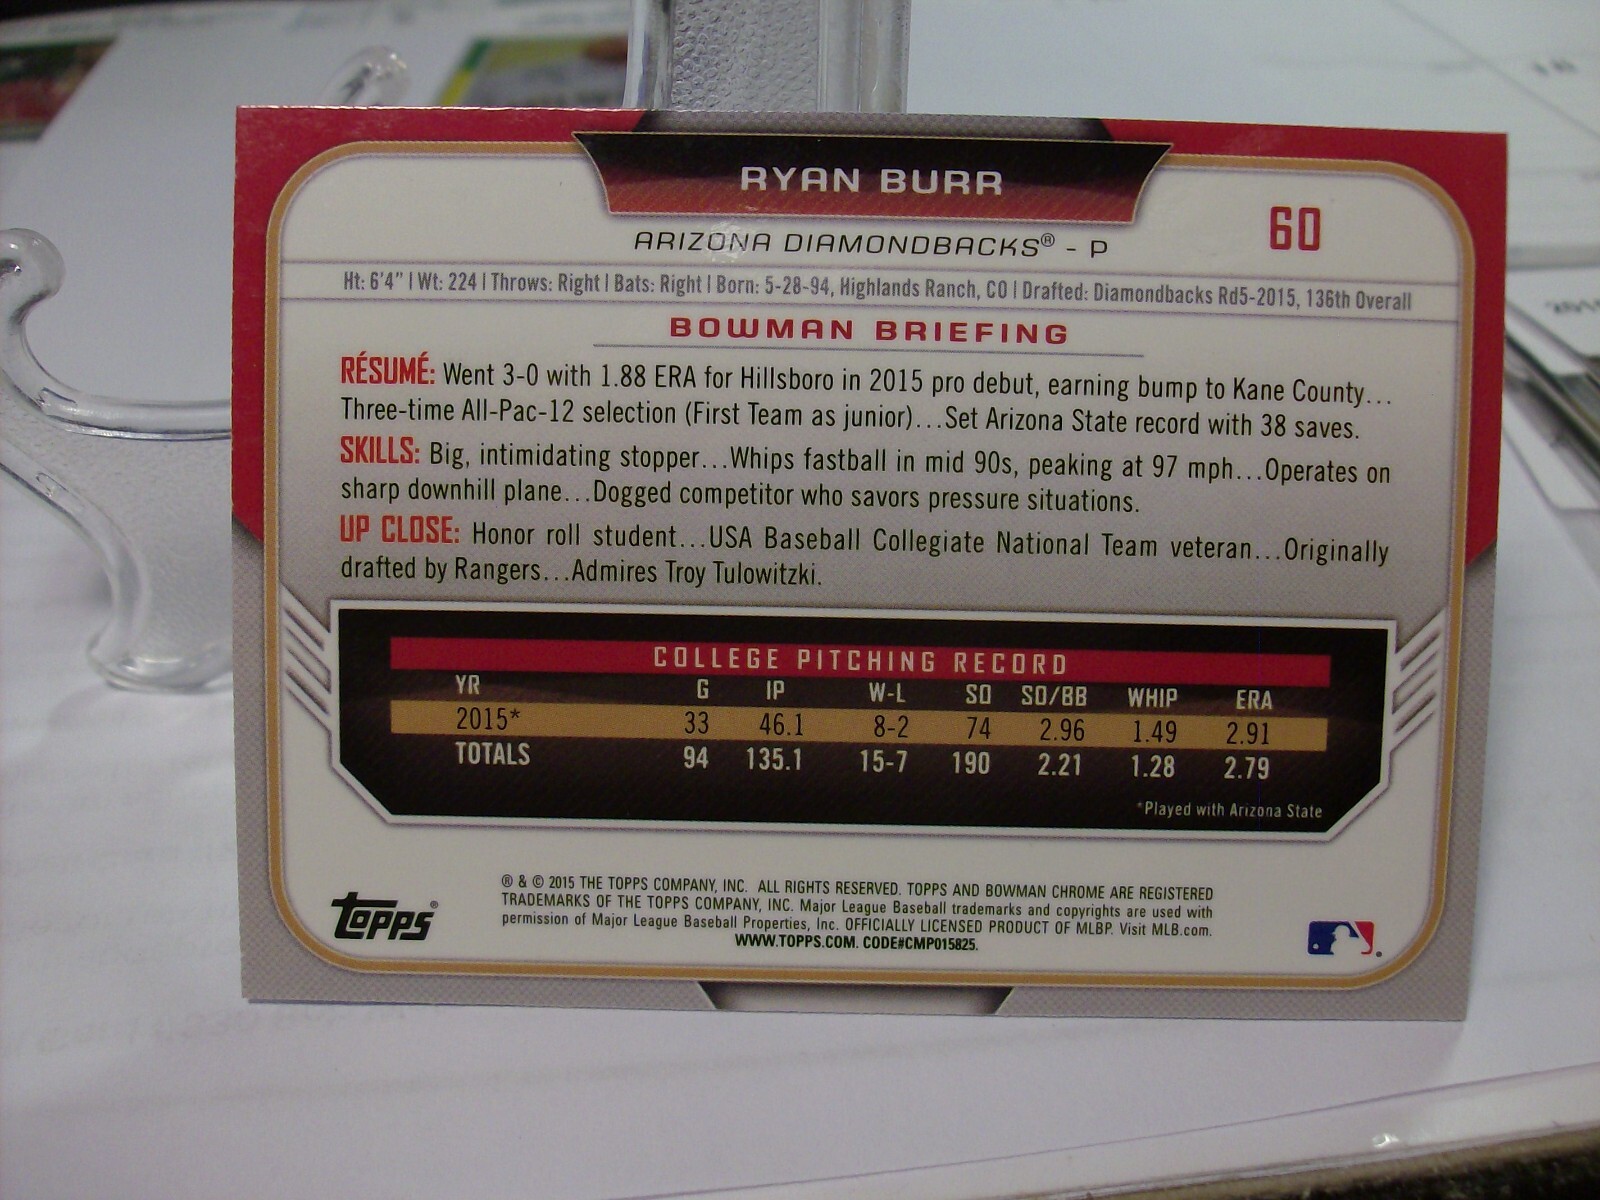 RYAN BURR
60
ARIZONA DIAMONDBACKS® - P
Ht: 6'4" | Wt: 224 | Throws: Right | Bats: Right | Born: 5-28-94, Highlands Ranch, CO | Drafted: Diamondbacks Rd5-2015, 136th Overall
BOWMAN BRIEFING
RÉSUMÉ: Went 3-0 with 1.88 ERA for Hillsboro in 2015 pro debut, earning bump to Kane County...
Three-time All-Pac-12 selection (First Team as junior)...Set Arizona State record with 38 saves.
SKILLS: Big, intimidating stopper...Whips fastball in mid 90s, peaking at 97 mph...Operates on
sharp downhill plane...Dogged competitor who savors pressure situations.
UP CLOSE: Honor roll student...USA Baseball Collegiate National Team veteran...Originally
drafted by Rangers...Admires Troy Tulowitzki.
COLLEGE PITCHING RECORD
YR G IP W-L SO SO/BB WHIP ERA
2015* 33 46.1 8-2 74 2.96 1.49 2.91
TOTALS 94 135.1 15-7 190 2.21 1.28 2.79
*Played with Arizona State
® & © 2015 THE TOPPS COMPANY, INC. ALL RIGHTS RESERVED. TOPPS AND BOWMAN CHROME ARE REGISTERED
TRADEMARKS OF THE TOPPS COMPANY, INC. Major League Baseball trademarks and copyrights are used with
permission of Major League Baseball Properties, Inc. OFFICIALLY LICENSED PRODUCT OF MLBP. Visit MLB.com.
WWW.TOPPS.COM. CODE#CMP015825.
Topps®